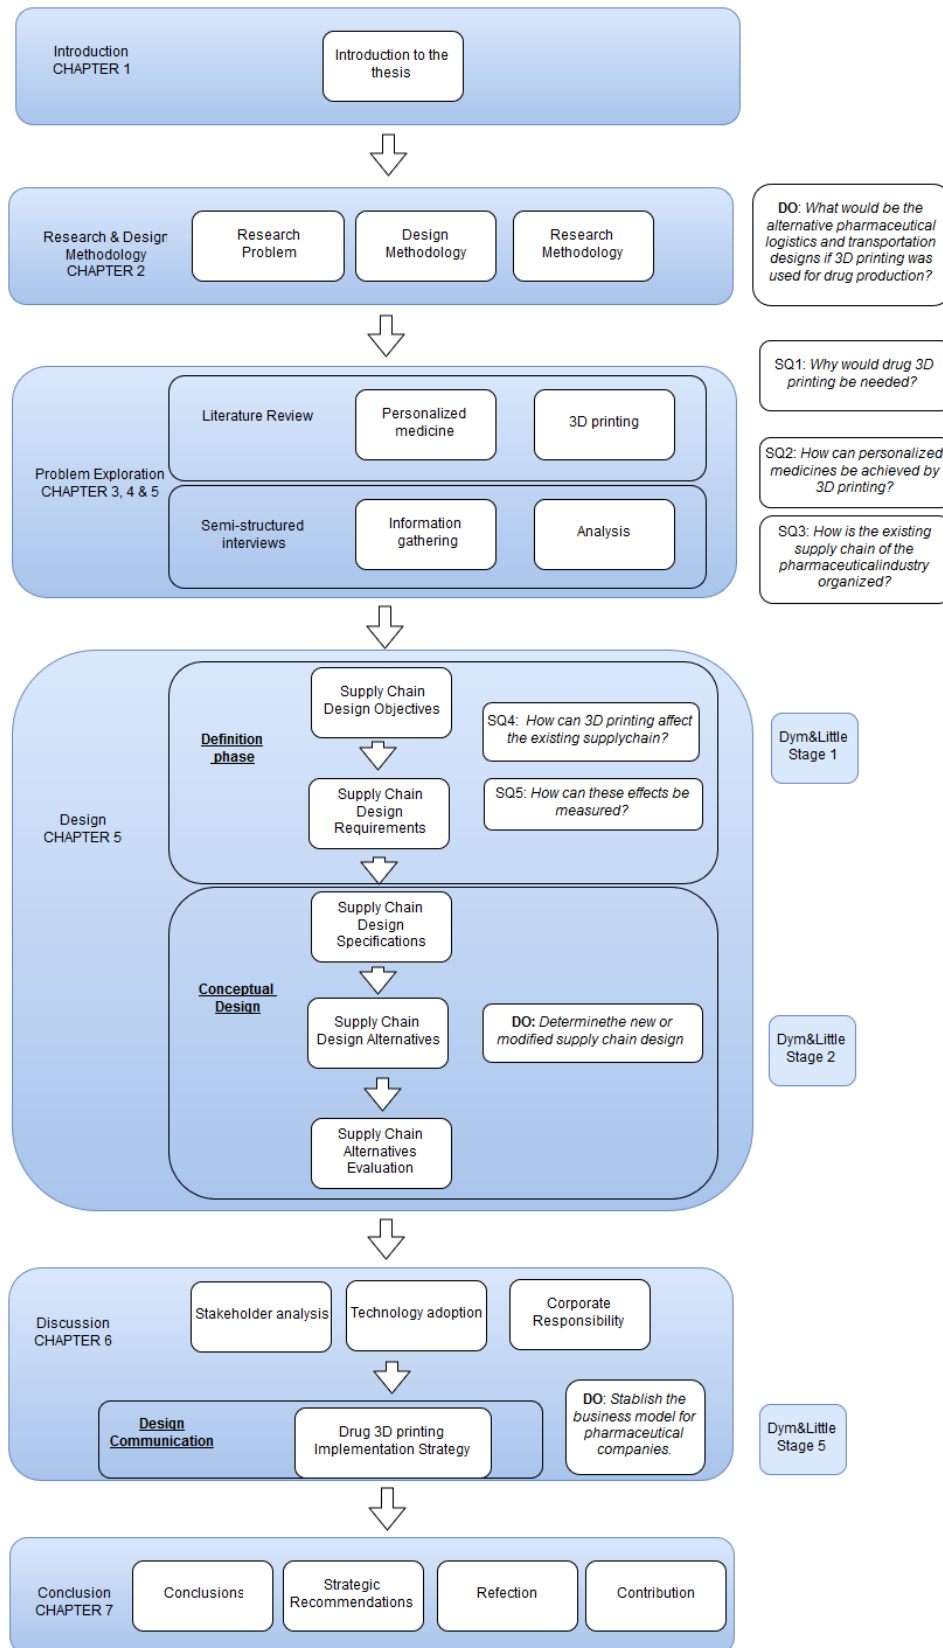 Introduction
CHAPTER 1
Introduction to the
thesis
Research & Design
Methodology
CHAPTER 2
Research
Problem
Design
Methodology
Research
Methodology
DO: What would be the
alternative pharmaceutical
logistics and transportation
designs if 3D printing was
used for drug production?
Problem Exploration
CHAPTER 3, 4 & 5
Literature Review
Personalized
medicine
3D printing
Semi-structured
interviews
Information
gathering
Analysis
SQ1: Why would drug 3D
printing be needed?
SQ2: How can personalized
medicines be achieved by
3D printing?
SQ3: How is the existing
supply chain of the
pharmaceuticalindustry
organized?
Design
CHAPTER 5
Definition
phase
Supply Chain
Design Objectives
Supply Chain
Design
Requirements
SQ4: How can 3D printing affect
the existing supplychain?
SQ5: How can these effects be
measured?
Dym&Little
Stage 1
Conceptual
Design
Supply Chain
Design
Specifications
Supply Chain
Design Alternatives
Supply Chain
Alternatives
Evaluation
DO: Determinethe new or
modified supply chain design
Dym&Little
Stage 2
Discussion
CHAPTER 6
Stakeholder analysis
Technology adoption
Corporate
Responsibility
Design
Communication
Drug 3D printing
Implementation Strategy
DO: Stablish the
business model for
pharmaceutical
companies.
Dym&Little
Stage 5
Conclusion
CHAPTER 7
Conclusions
Strategic
Recommendations
Refection
Contribution